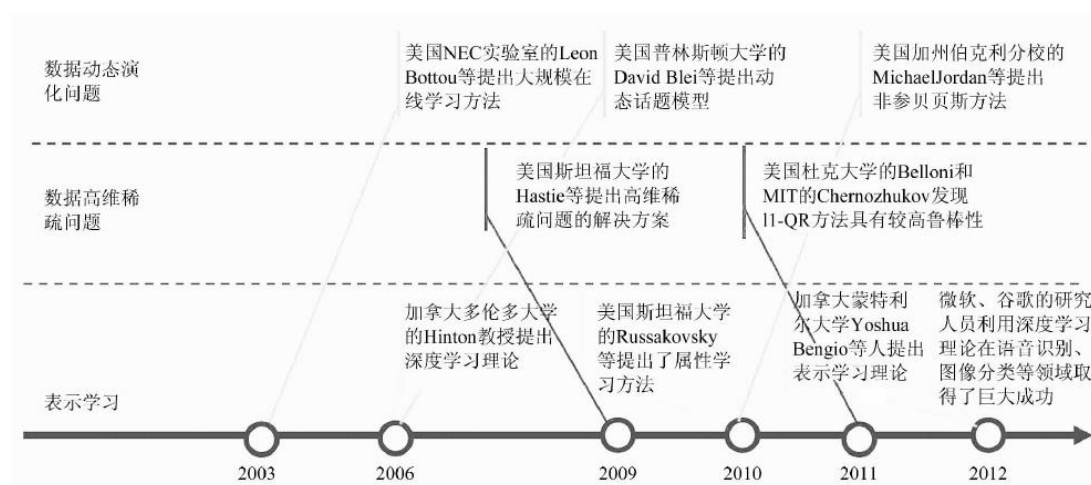 数据动态演
化问题
美国NEC实验室的Leon
Bottou等提出大规模在
线学习方法
美国普林斯顿大学的
David Blei等提出动
态话题模型
美国加州伯克利分校的
MichaelJordan等提出
非参贝页斯方法
数据高维稀
疏问题
美国斯坦福大学的
Hastie等提出高维稀
疏问题的解决方案
美国杜克大学的Belloni和
MIT的Chernozhukov发现
l1-QR方法具有较高鲁棒性
表示学习
加拿大多伦多大学
的Hinton教授提出
深度学习理论
美国斯坦福大学
的Russakovsky
等提出了属性学
习方法
加拿大蒙特利
尔大学Yoshua
Bengio等人提出
表示学习理论
微软、谷歌的研究
人员利用深度学习
理论在语音识别、
图像分类等领域取
得了巨大成功
2003
2006
2009
2010
2011
2012